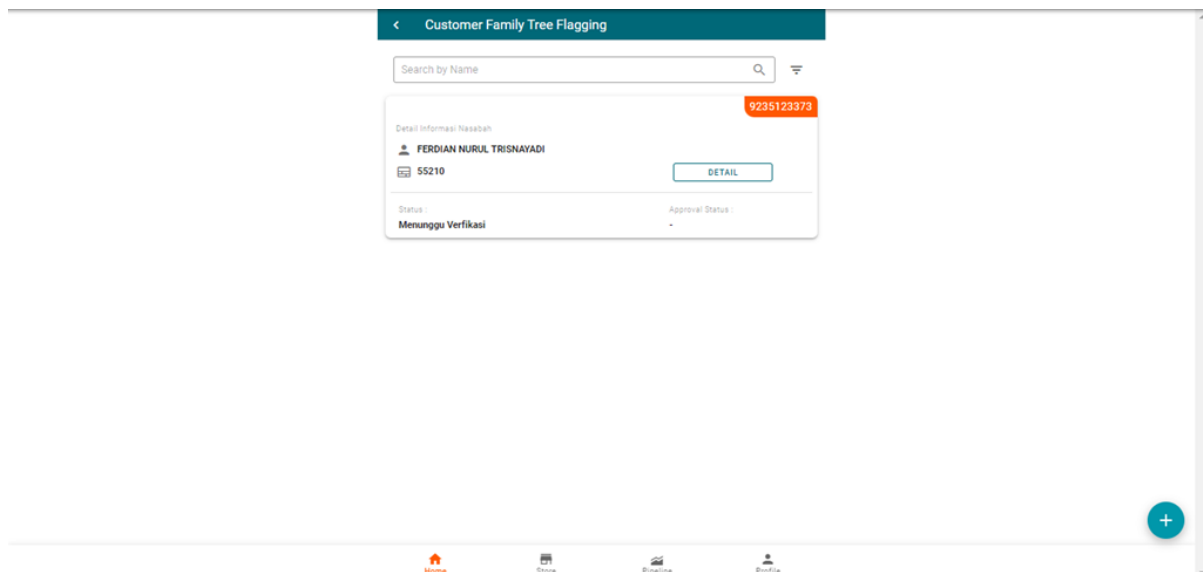 Customer Family Tree Flagging
Search by Name
9235123373
Detail Informasi Nasabah
FERDIAN NURUL TRISNAYADI
55210
DETAIL
Status :
Approval Status :
Menunggu Verfikasi
-
Home
Store
Pipeline
Profile